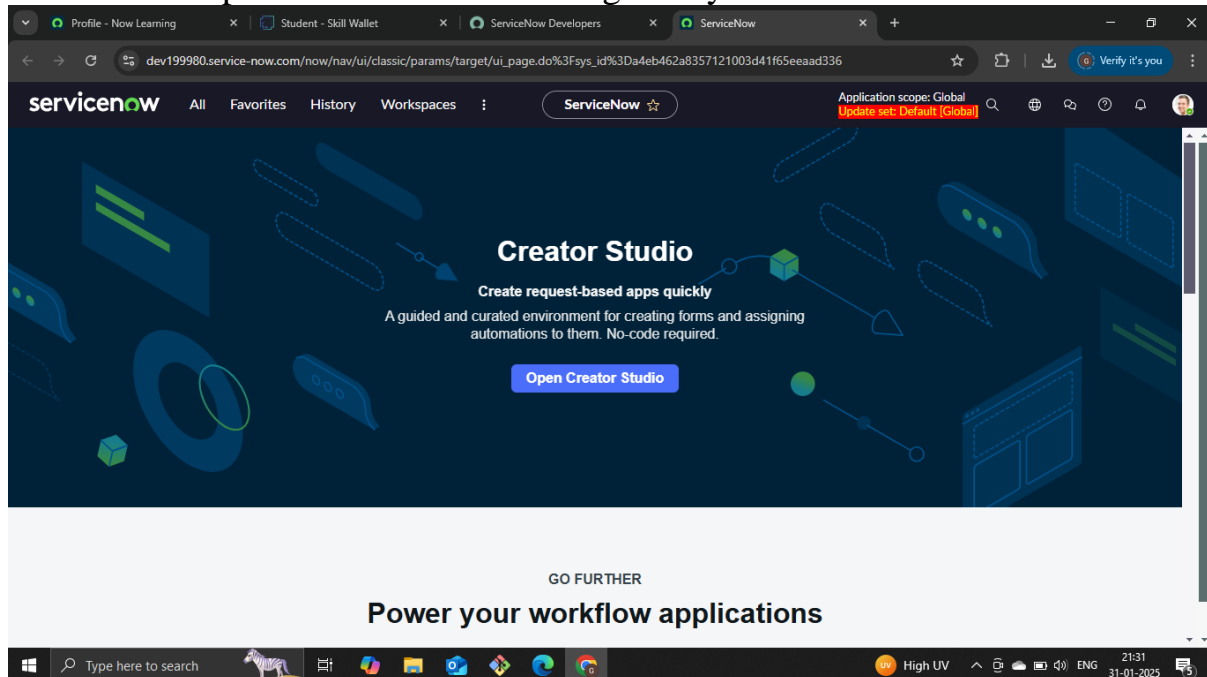 Profile - Now Learning
Student - Skill Wallet
ServiceNow Developers
ServiceNow
dev199980.service-now.com/now/nav/ui/classic/params/target/ui_page.do%3Fsys_id%3Da4eb462a8357121003d41f65eeaad336
G
Verify it's you
servicenow
All
Favorites
History
Workspaces
ServiceNow
Application scope: Global
Update set: Default [Global]
Creator Studio
Create request-based apps quickly
A guided and curated environment for creating forms and assigning
automations to them. No-code required.
Open Creator Studio
GO FURTHER
Power your workflow applications
Type here to search
UV
High UV
ENG
21:31
31-01-2025
5